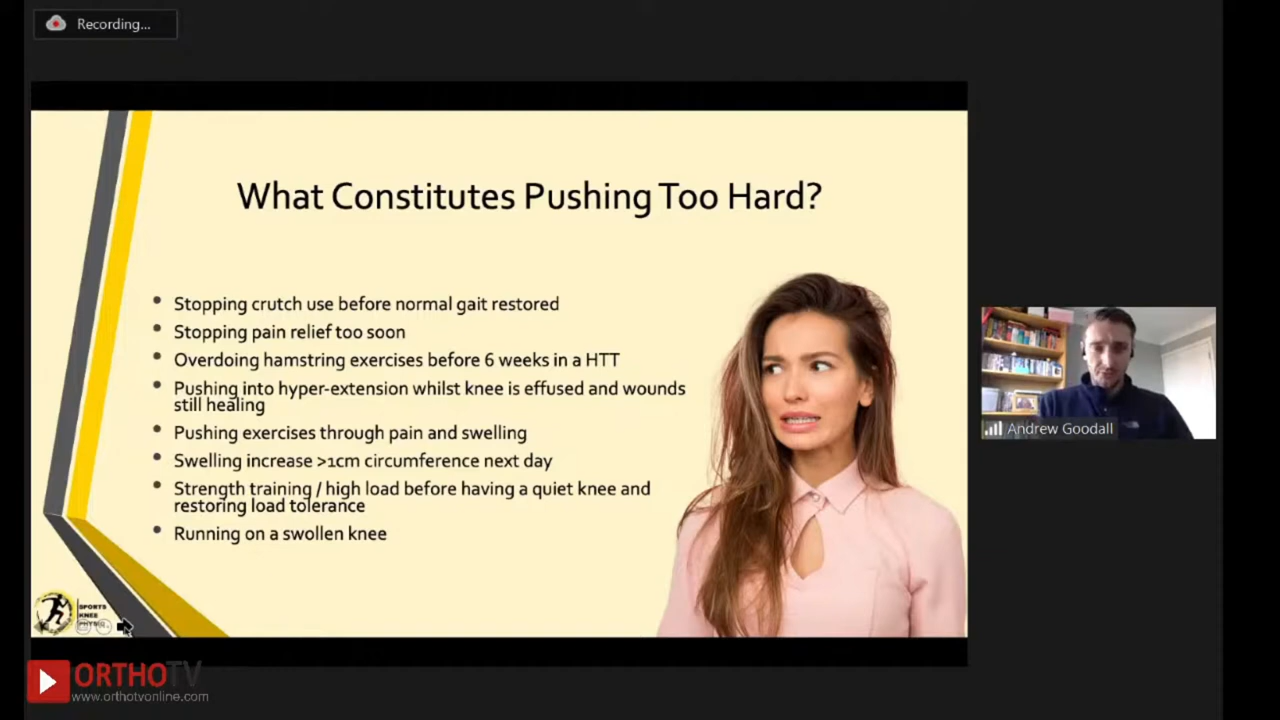 Recording...
What Constitutes Pushing Too Hard?
• Stopping crutch use before normal gait restored
• Stopping pain relief too soon
• Overdoing hamstring exercises before 6 weeks in a HTT
• Pushing into hyper-extension whilst knee is effused and wounds
still healing
• Pushing exercises through pain and swelling
• Swelling increase >1cm circumference next day
• Strength training / high load before having a quiet knee and
restoring load tolerance
• Running on a swollen knee
Andrew Goodall
SPORTS
KNEE
PHYSIO
ORTHOTV
www.orthotvonline.com